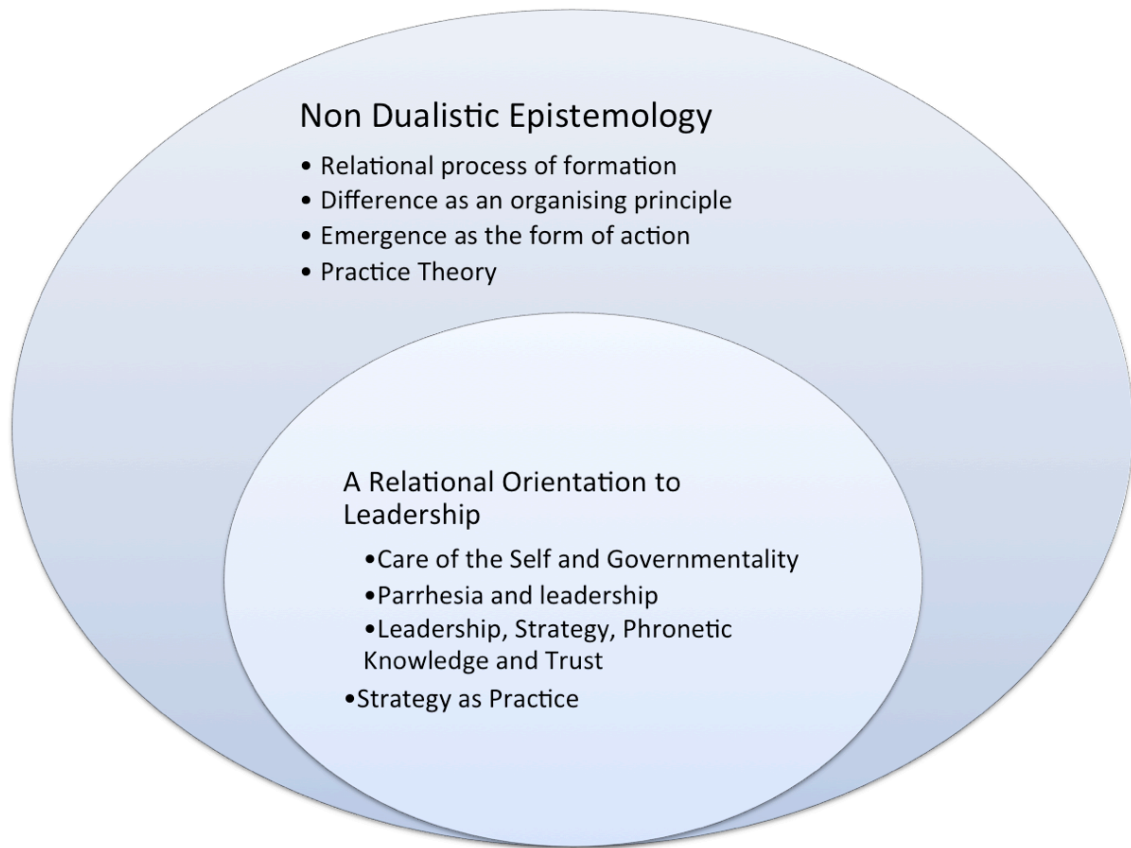 Non Dualistic Epistemology
• Relational process of formation
• Difference as an organising principle
• Emergence as the form of action
• Practice Theory
A Relational Orientation to
Leadership
•Care of the Self and Governmentality
•Parrhesia and leadership
•Leadership, Strategy, Phronetic
Knowledge and Trust
•Strategy as Practice